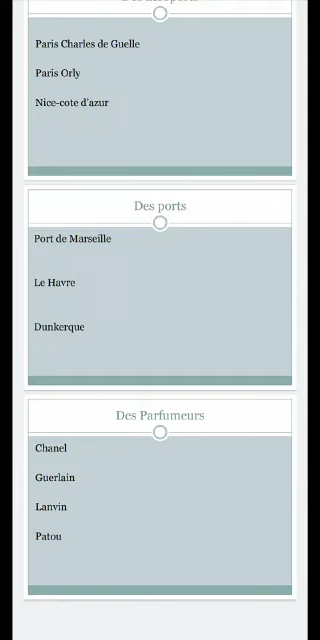 Paris Charles de Guelle
Paris Orly
Nice-cote d'azur
Des ports
Port de Marseille
Le Havre
Dunkerque
Des Parfumeurs
Chanel
Guerlain
Lanvin
Patou